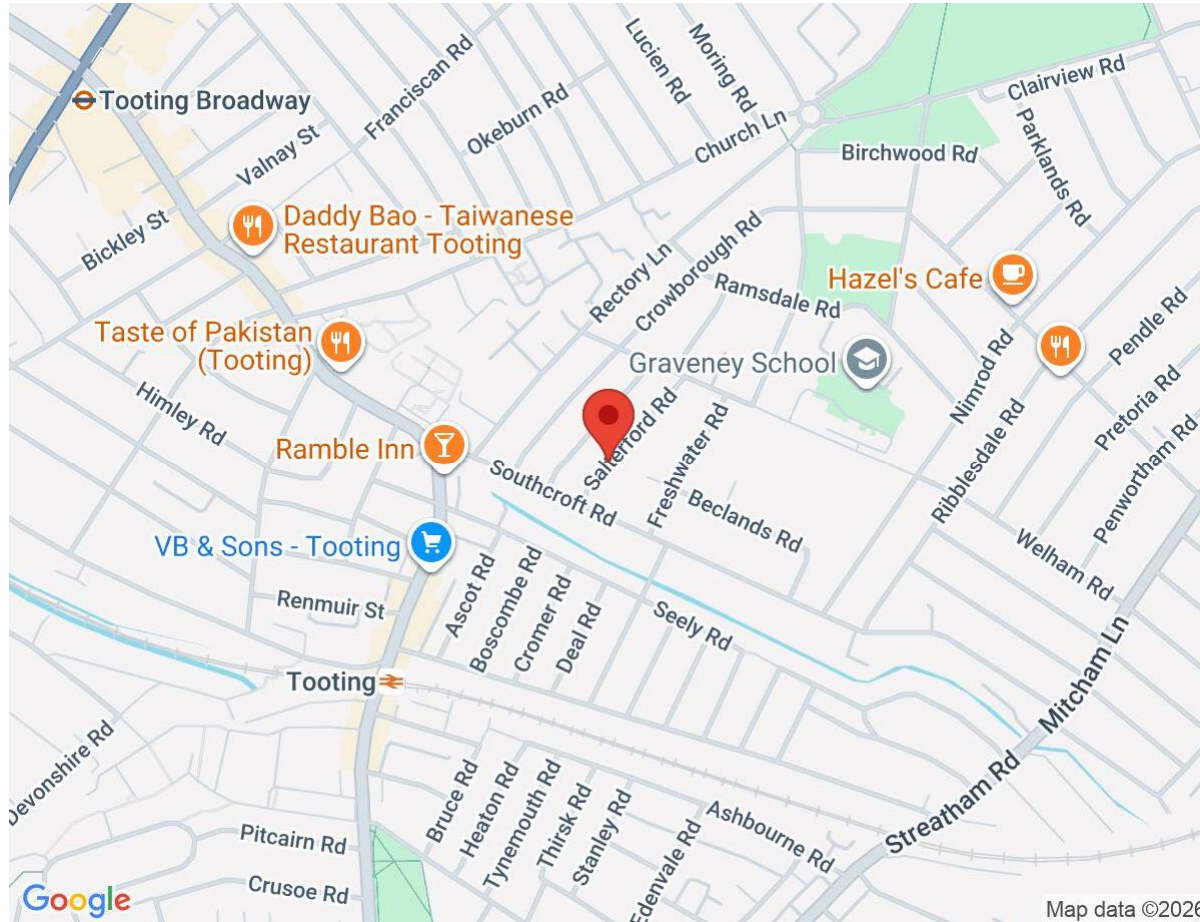 Franciscan Rd
Lucien Rd
Moring Rd
Clairview Rd
Tooting Broadway
Okeburn Rd
Church Ln
Parklands Rd
Valnay St
Birchwood Rd
Bickley St
Daddy Bao - Taiwanese
Restaurant Tooting
Rectory Ln
Crowborough Rd
Ramsdale Rd
Hazel's Cafe
Taste of Pakistan
(Tooting)
Graveney School
Nimrod Rd
Pendle Rd
Himley Rd
Salterford Rd
Freshwater Rd
Ribblesdale Rd
Pretoria Rd
Penwortham Rd
Ramble Inn
Southcroft Rd
Beclands Rd
VB & Sons - Tooting
Welham Rd
Renmuir St
Ascot Rd
Boscombe Rd
Cromer Rd
Deal Rd
Seely Rd
Tooting
Mitcham Ln
Devonshire Rd
Streatham Rd
Bruce Rd
Heaton Rd
Tynemouth Rd
Thirsk Rd
Stanley Rd
Edenvale Rd
Ashbourne Rd
Pitcairn Rd
Crusoe Rd
Google
Map data ©2026